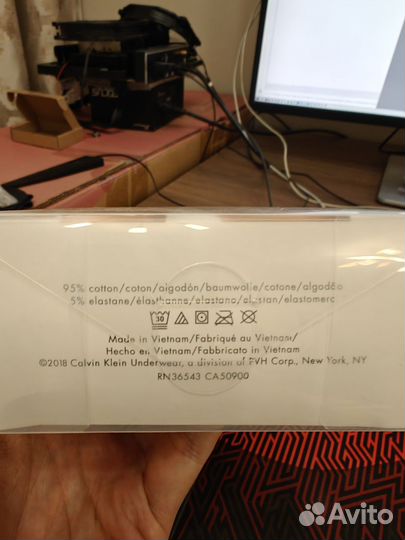 95% cotton/coton/algodón/baumwolle/cotone/algodão
5% elastane/élasthanne/elastano/elastan/elastomero
30
Made in Vietnam/Fabriqué au Vietnam/
Hecho en Vietnam/Fabbricato in Vietnam
©2018 Calvin Klein Underwear, a division of PVH Corp., New York, NY
RN36543 CA50900
Avito